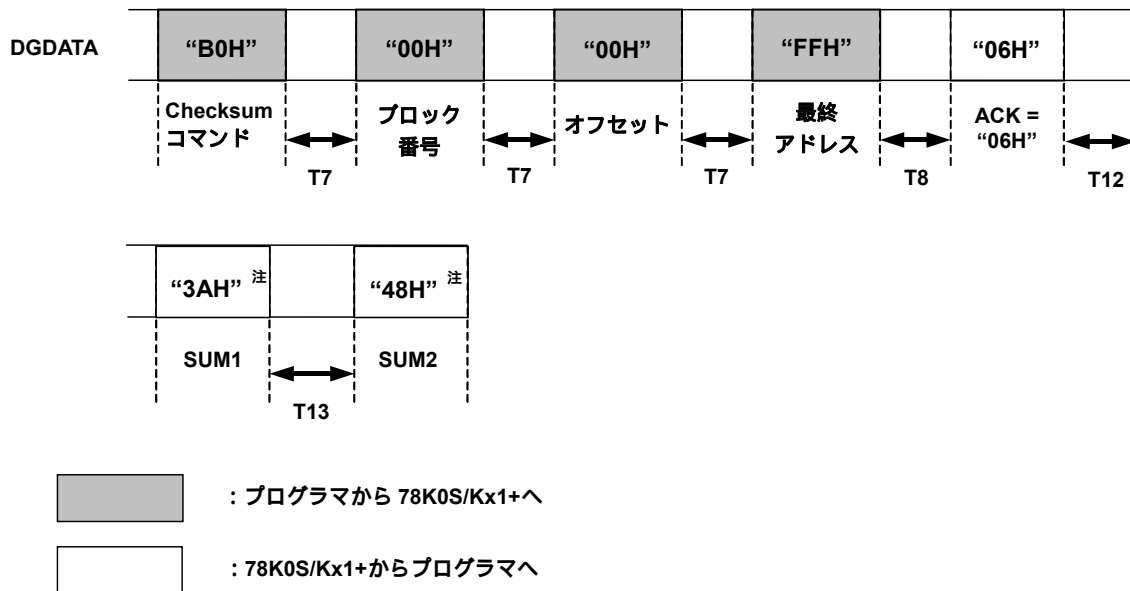 DGDATA “B0H” “00H” “00H” “FFH” “06H”
Checksum
コマンド
ブロック
番号
オフセット
最終
アドレス
ACK =
“06H”
T7 T7 T7 T8 T12
“3AH” 注 “48H” 注
SUM1 SUM2
T13
：プログラマから 78K0S/Kx1+へ
：78K0S/Kx1+からプログラマへ